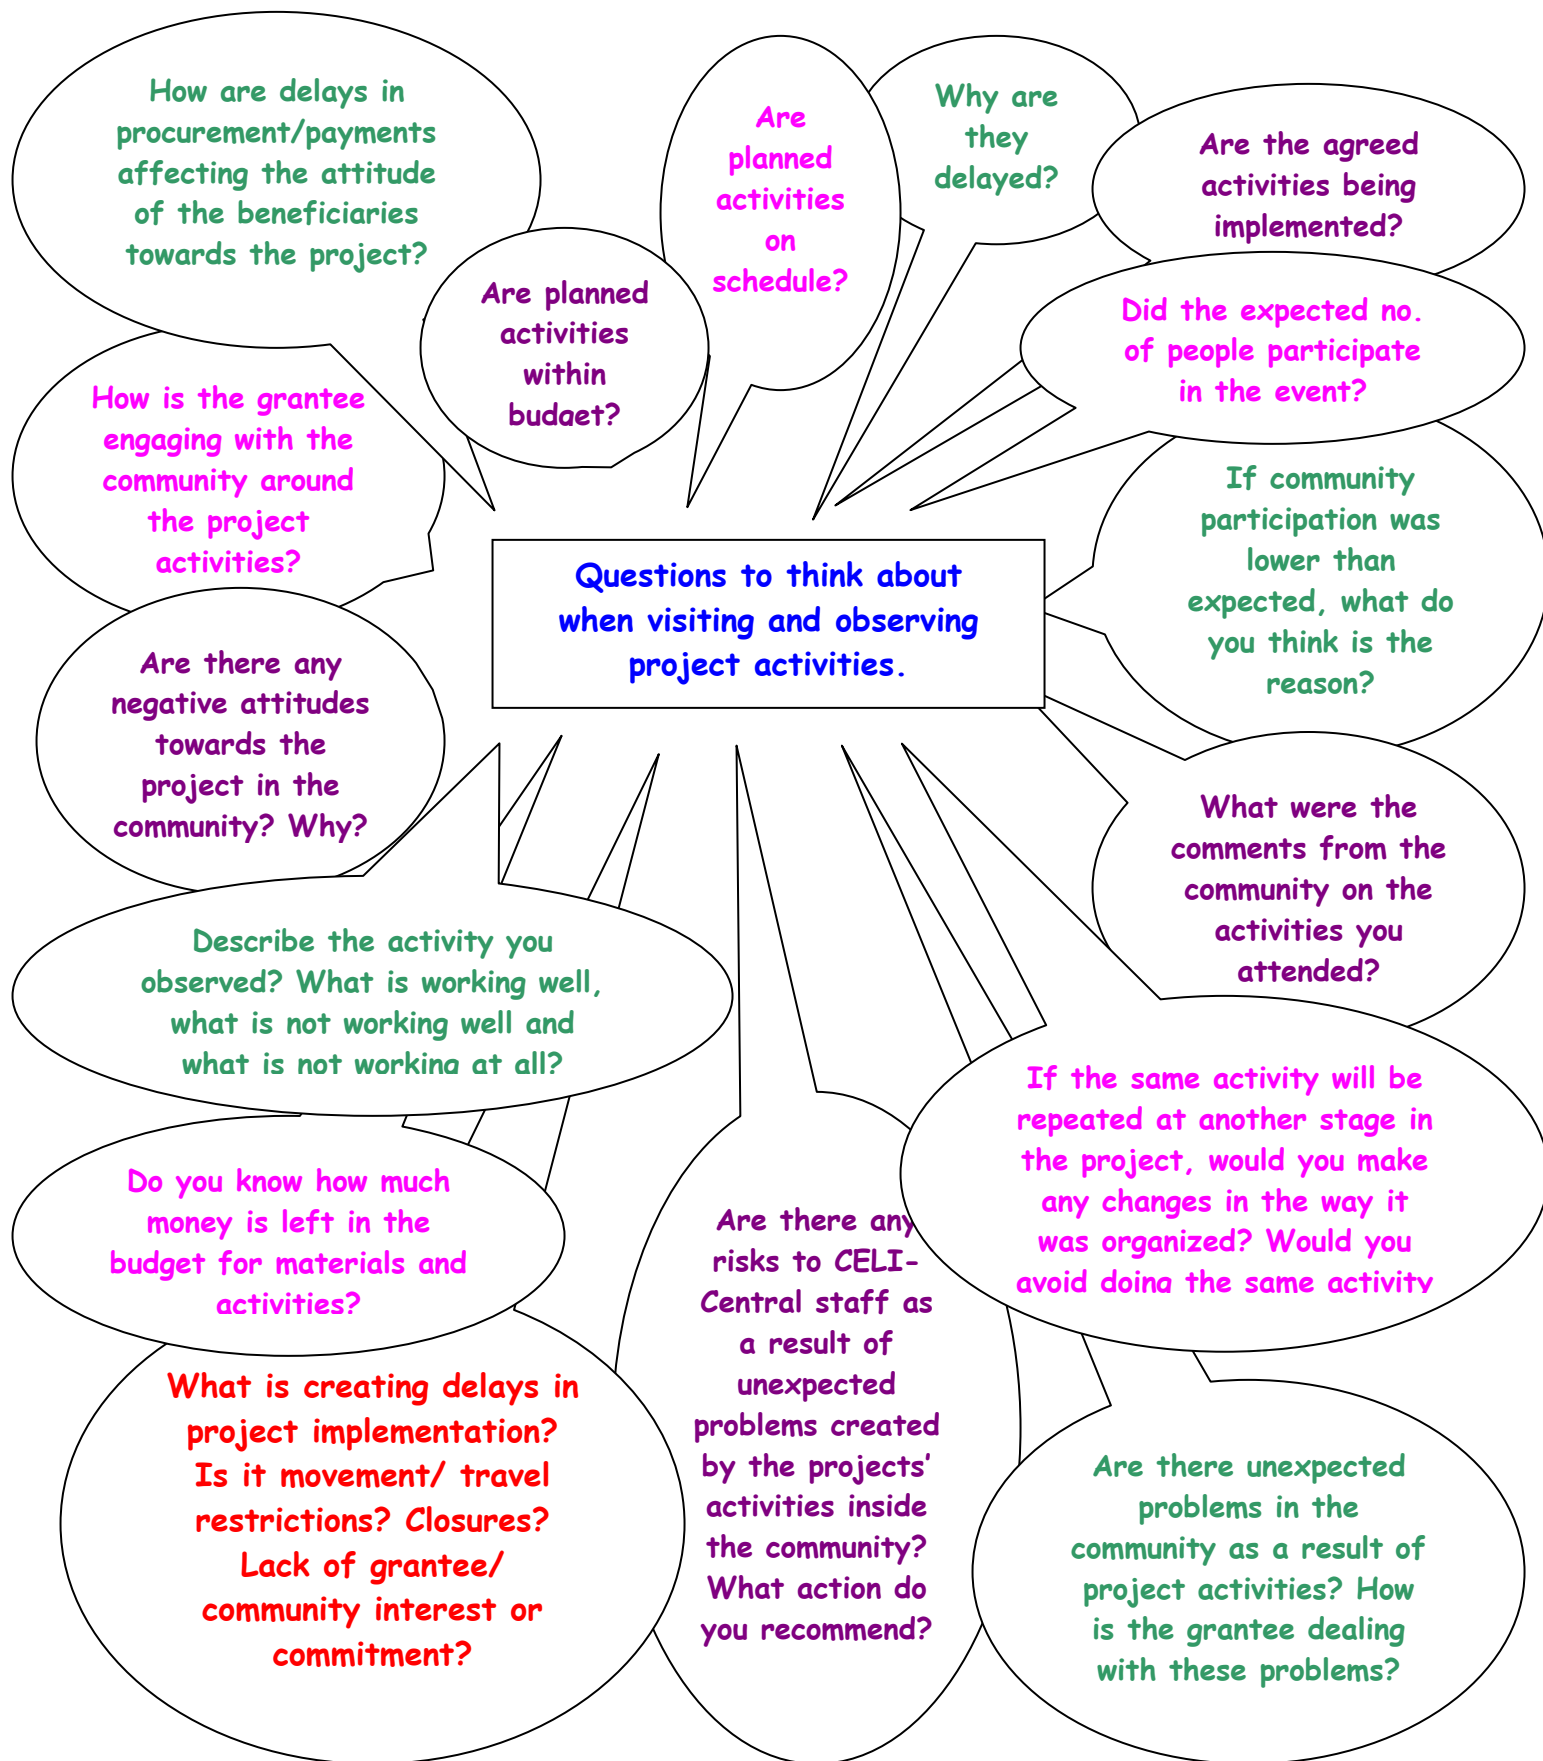 How are delays in
procurement/payments
affecting the attitude
of the beneficiaries
towards the project?
Are planned
activities
within
budget?
Are
planned
activities
on
schedule?
Why are
they
delayed?
Are the agreed
activities being
implemented?
Did the expected no.
of people participate
in the event?
How is the grantee
engaging with the
community around
the project
activities?
If community
participation was
lower than
expected, what do
you think is the
reason?
Questions to think about
when visiting and observing
project activities.
Are there any
negative attitudes
towards the
project in the
community? Why?
What were the
comments from the
community on the
activities you
attended?
Describe the activity you
observed? What is working well,
what is not working well and
what is not working at all?
If the same activity will be
repeated at another stage in
the project, would you make
any changes in the way it
was organized? Would you
avoid doing the same activity
Do you know how much
money is left in the
budget for materials and
activities?
Are there any
risks to CELI-
Central staff as
a result of
unexpected
problems created
by the projects’
activities inside
the community?
What action do
you recommend?
What is creating delays in
project implementation?
Is it movement/ travel
restrictions? Closures?
Lack of grantee/
community interest or
commitment?
Are there unexpected
problems in the
community as a result of
project activities? How
is the grantee dealing
with these problems?